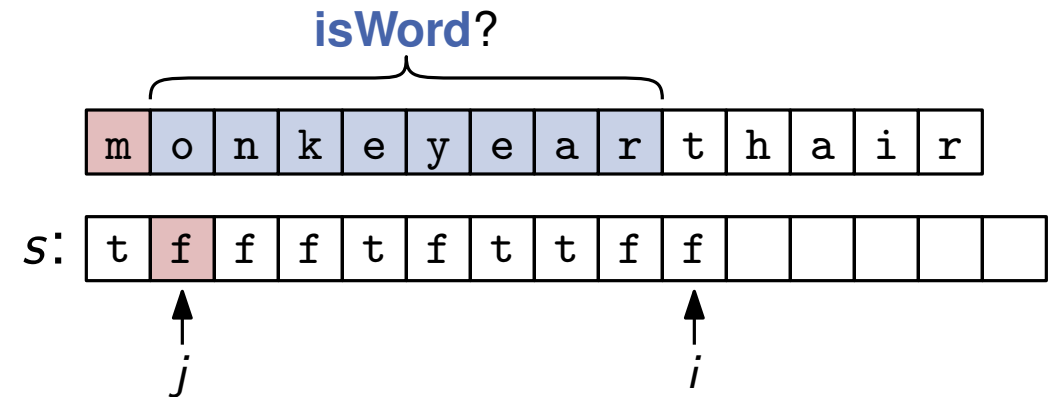 isWord?
m o n k e y e a r t h a i r
s: t f f f t f t t f f
j i